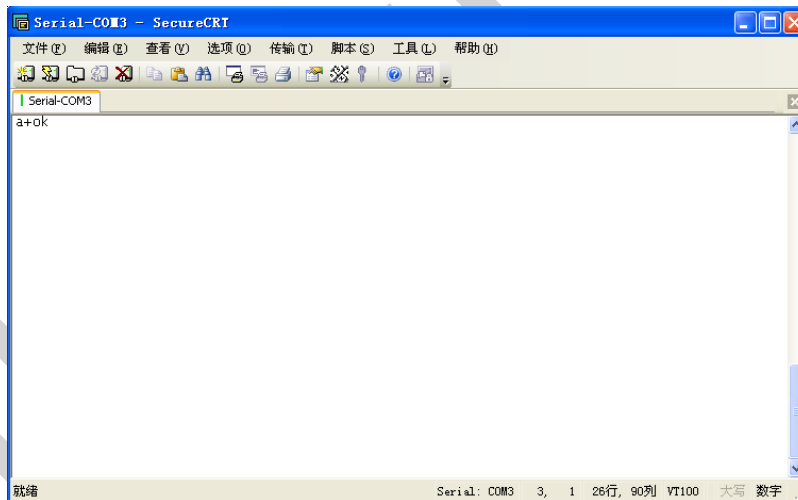 Serial-COM3 - SecureCRT
文件(F) 编辑(E) 查看(V) 选项(O) 传输(T) 脚本(S) 工具(L) 帮助(H)
Serial-COM3
a+ok
就绪 Serial: COM3 3, 1 26行, 90列 VT100 大写 数字